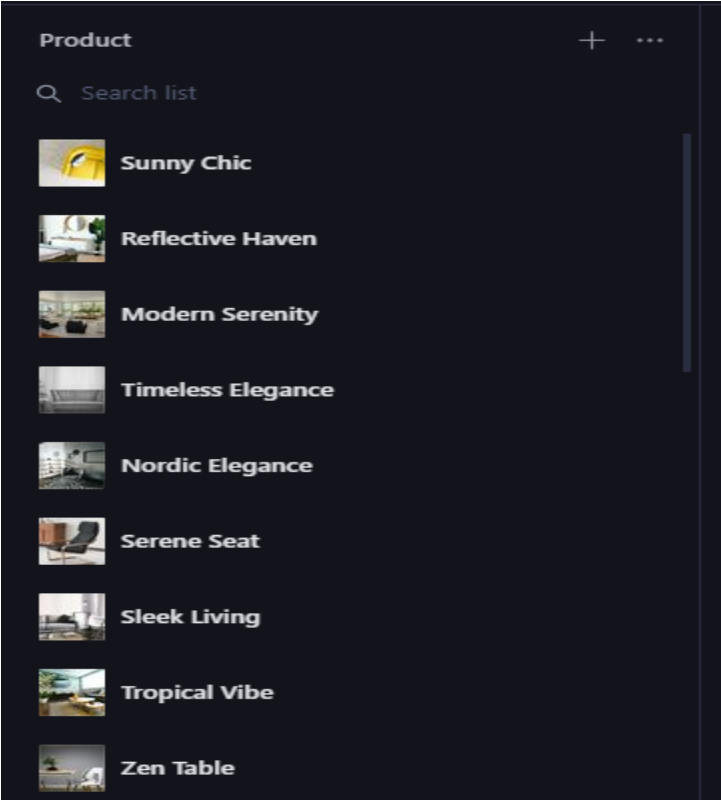 Product
Search list
Sunny Chic
Reflective Haven
Modern Serenity
Timeless Elegance
Nordic Elegance
Serene Seat
Sleek Living
Tropical Vibe
Zen Table